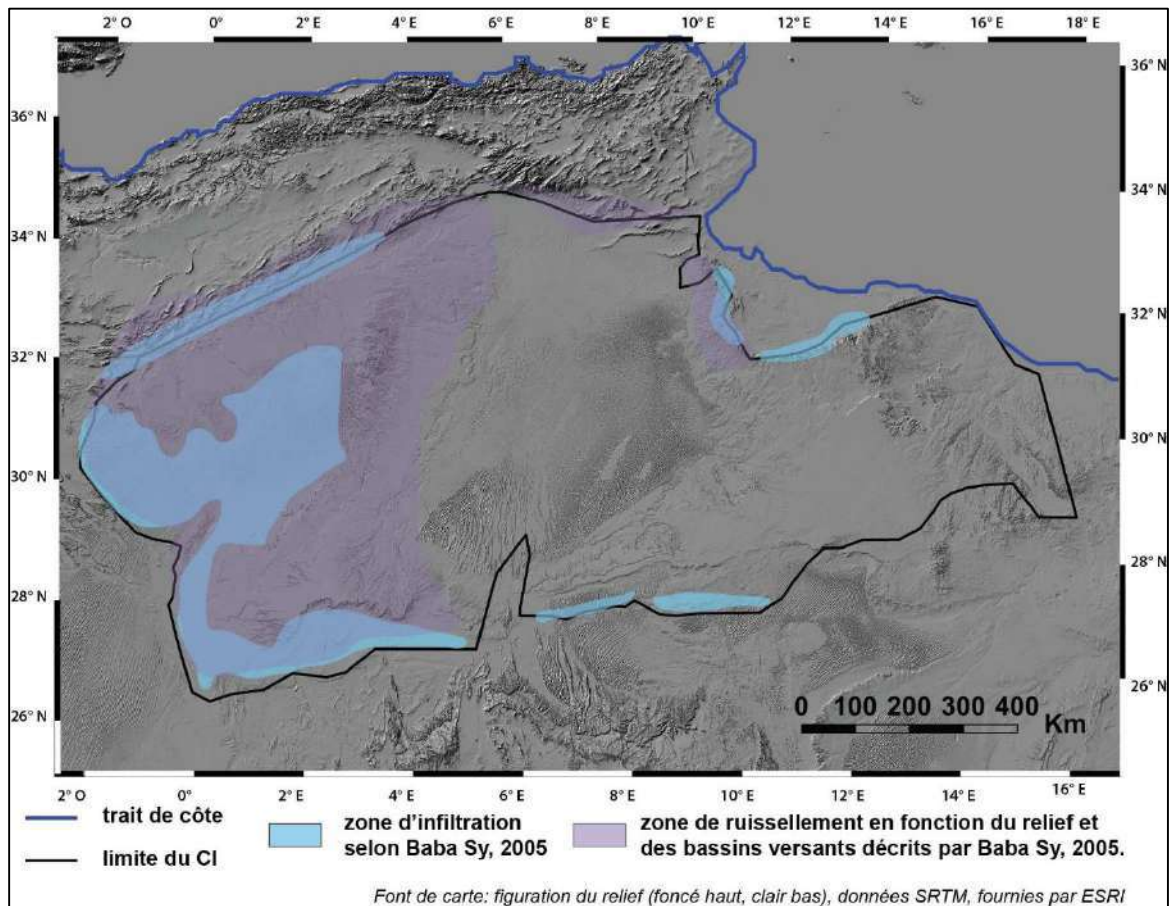 2° O 0° 2° E 4° E 6° E 8° E 10° E 12° E 14° E 16° E 18° E
36° N
36° N
34° N
34° N
32° N
32° N
30° N
30° N
28° N
28° N
26° N
26° N
0 100 200 300 400 Km
2° O 0° 2° E 4° E 6° E 8° E 10° E 12° E 14° E 16° E
trait de côte
limite du CI
zone d'infiltration
selon Baba Sy, 2005
zone de ruissellement en fonction du relief et
des bassins versants décrits par Baba Sy, 2005.
Font de carte: figuration du relief (foncé haut, clair bas), données SRTM, fournies par ESRI